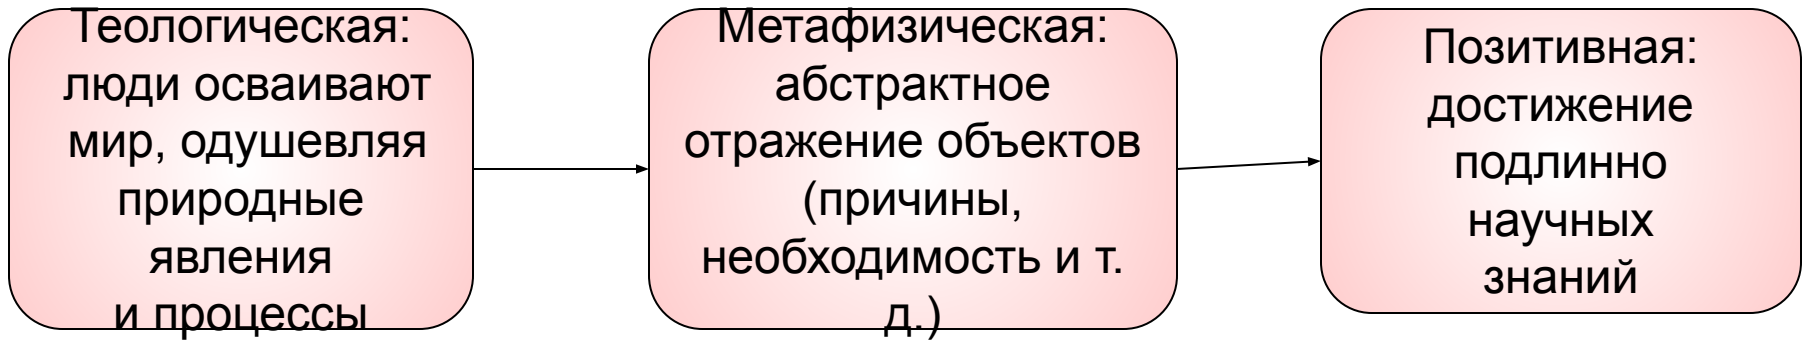 Теологическая:
люди осваивают
мир, одушевляя
природные
явления
и процессы
Метафизическая:
абстрактное
отражение объектов
(причины,
необходимость и т.
д.)
Позитивная:
достижение
подлинно
научных
знаний